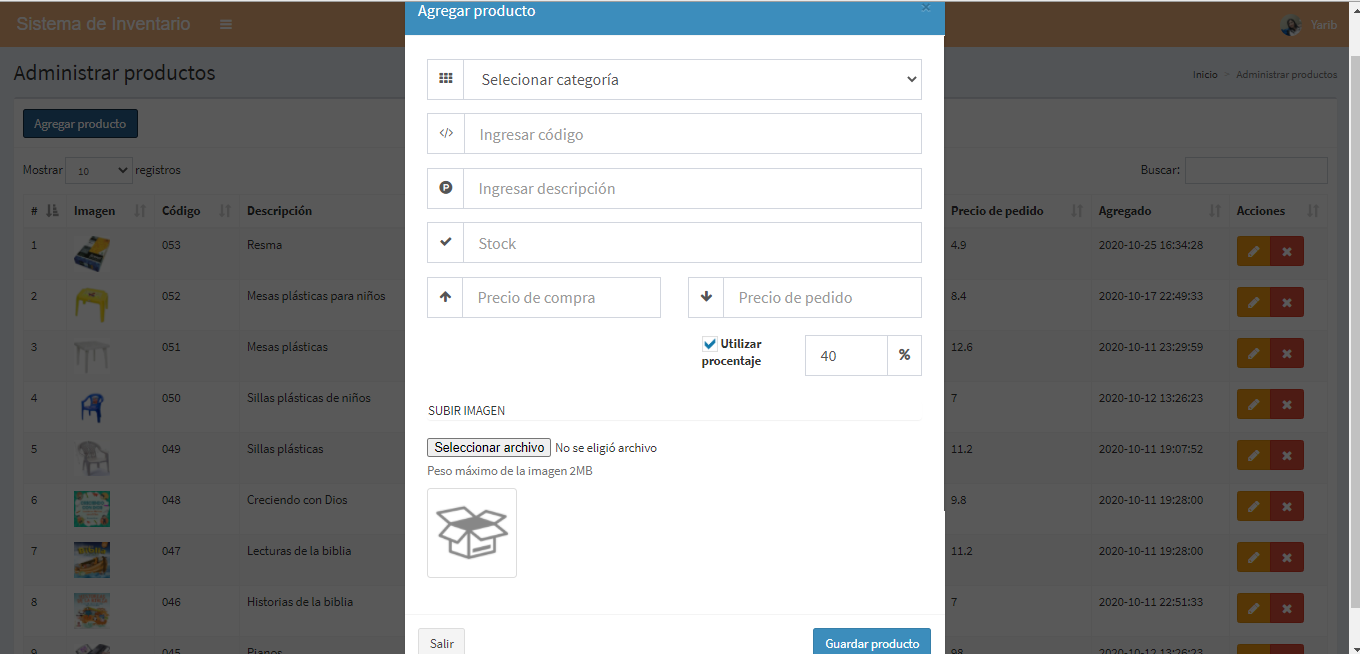 Sistema de Inventario
Yarib
Agregar producto
×
Administrar productos
Inicio > Administrar productos
Agregar producto
Mostrar 10 registros
Buscar:
# Imagen Código Descripción Precio de pedido Agregado Acciones
1 053 Resma 4.9 2020-10-25 16:34:28
2 052 Mesas plásticas para niños 8.4 2020-10-17 22:49:33
3 051 Mesas plásticas 12.6 2020-10-11 23:29:59
4 050 Sillas plásticas de niños 7 2020-10-12 13:26:23
5 049 Sillas plásticas 11.2 2020-10-11 19:07:52
6 048 Creciendo con Dios 9.8 2020-10-11 19:28:00
7 047 Lecturas de la biblia 11.2 2020-10-11 19:28:00
8 046 Historias de la biblia 7 2020-10-11 22:51:33
9 045 Pianos 98 2020-10-12 13:26:23
Selecionar categoría
Ingresar código
Ingresar descripción
Stock
Precio de compra
Precio de pedido
Utilizar
procentaje
40 %
SUBIR IMAGEN
Seleccionar archivo No se eligió archivo
Peso máximo de la imagen 2MB
Salir
Guardar producto